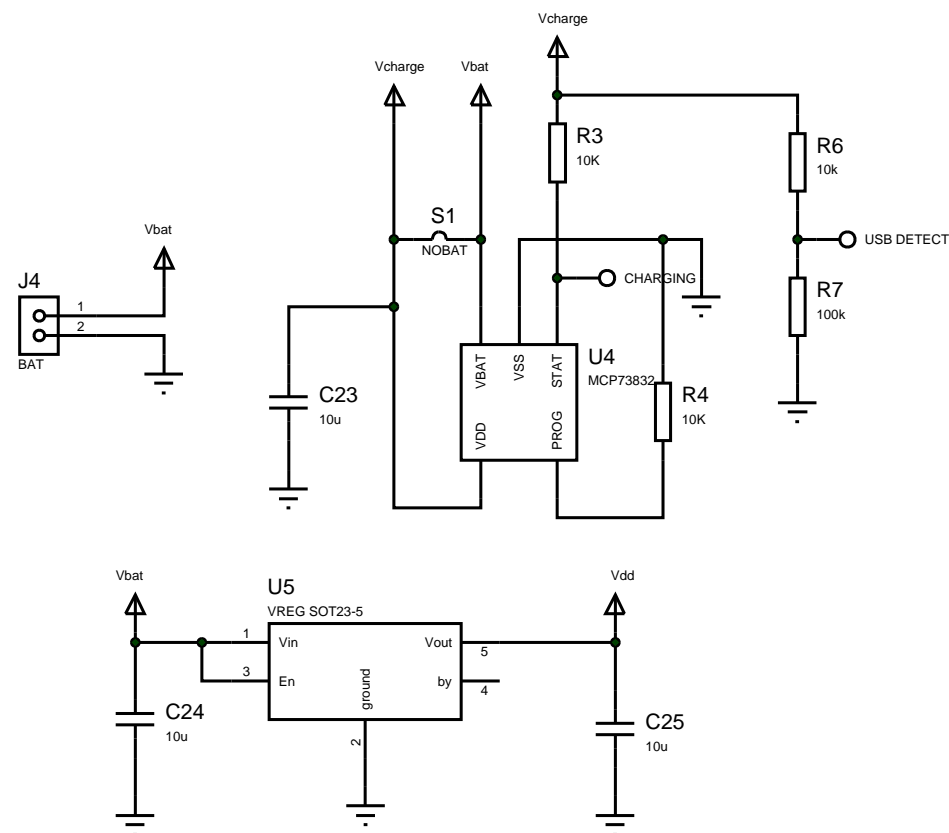 Vcharge
Vcharge
Vbat
R3
10K
R6
10k
S1
NOBAT
Vbat
USB DETECT
J4
1
2
BAT
CHARGING
R7
100k
VBAT
VSS
STAT
VDD
PROG
U4
MCP73832
R4
10K
C23
10u
Vbat
U5
VREG SOT23-5
Vdd
1
Vin
Vout
5
3
En
ground
by
4
2
C24
10u
C25
10u